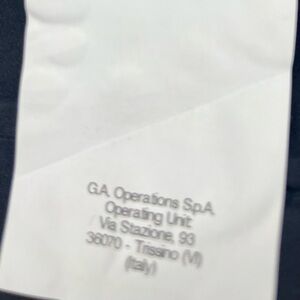 G.A. Operations S.p.A.
Operating Unit:
Via Stazione, 93
36070 - Trissino (VI)
(Italy)